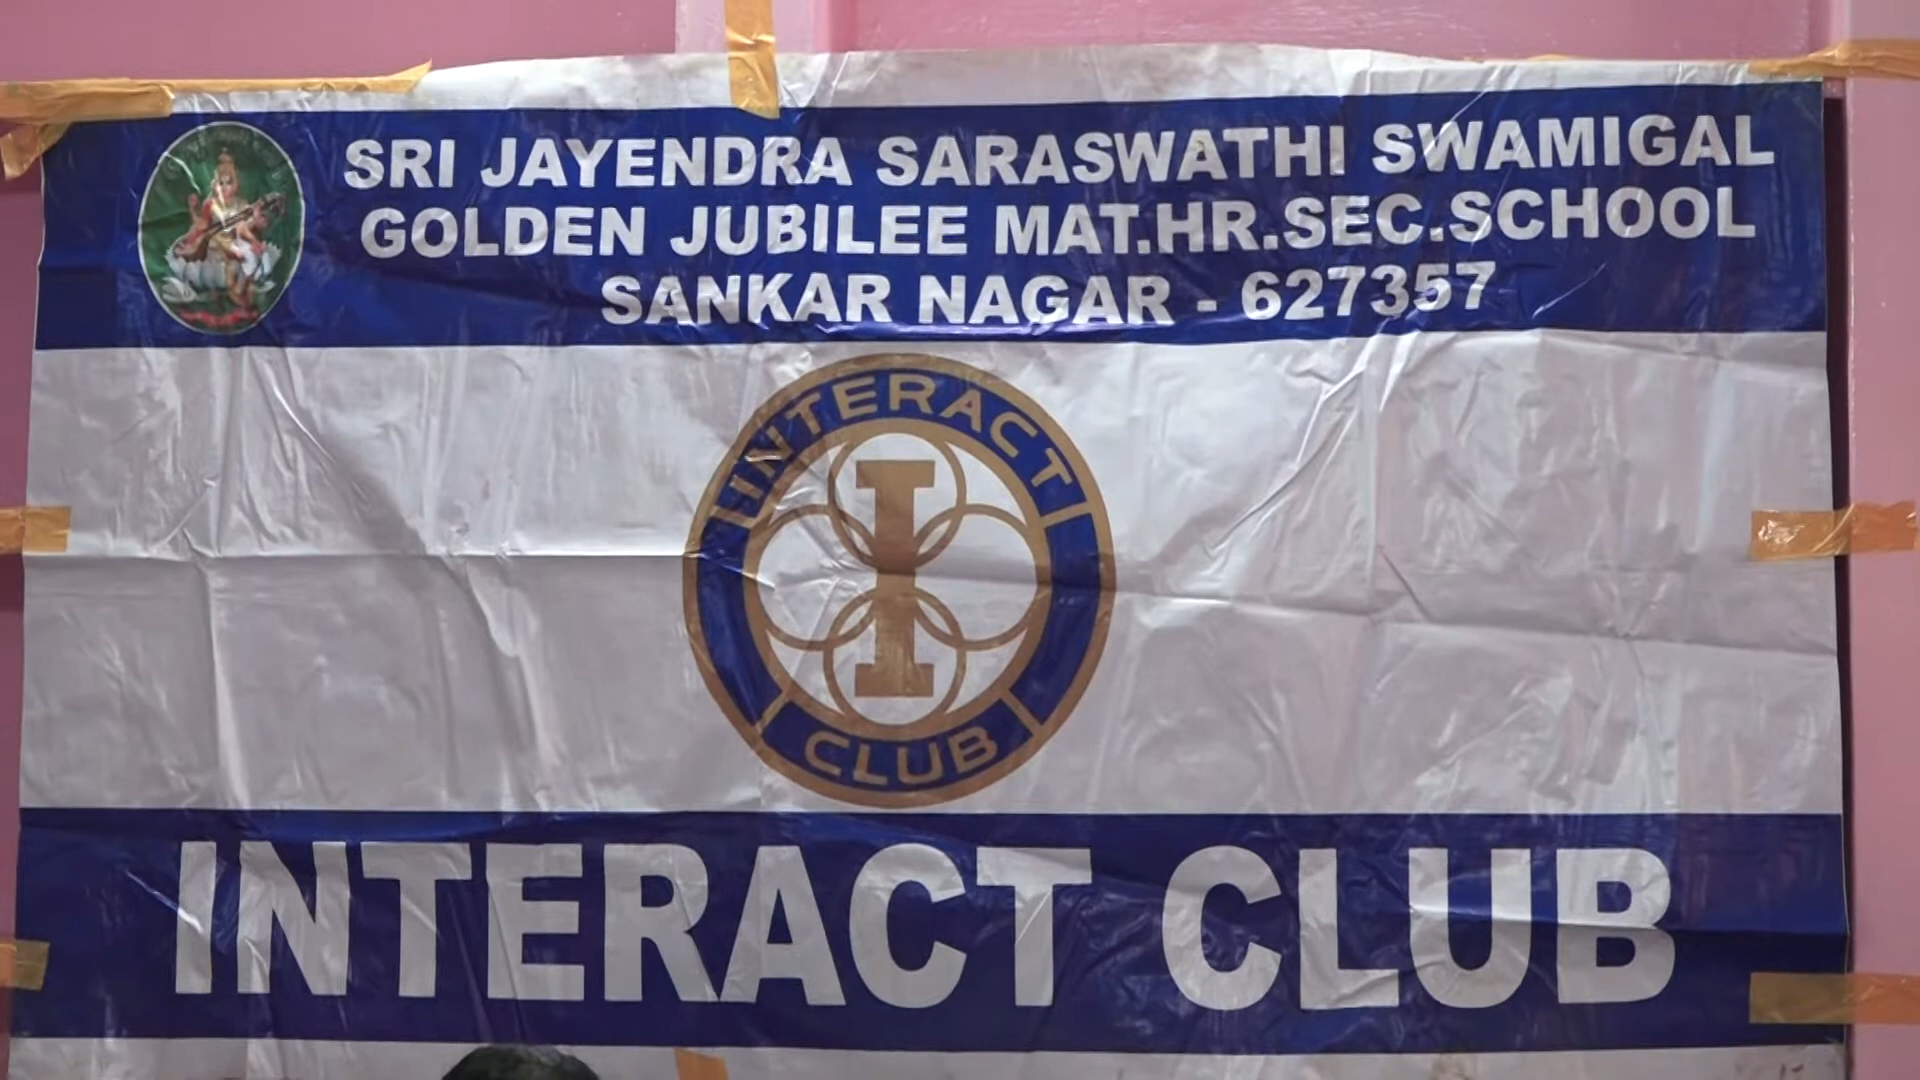 SRI JAYENDRA SARASWATHI SWAMIGAL
GOLDEN JUBILEE MAT.HR.SEC.SCHOOL
SANKAR NAGAR - 627357
INTERACT
I
CLUB
INTERACT CLUB